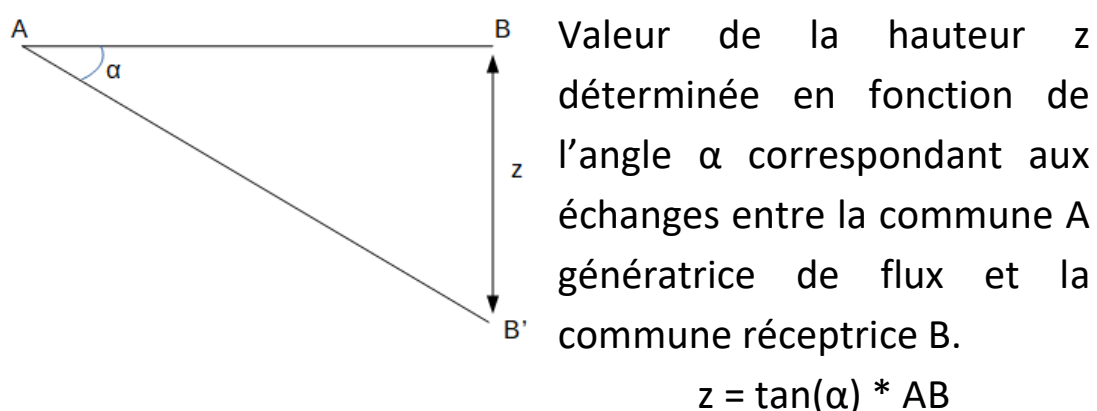 A
B
α
z
B’
Valeur de la hauteur z
déterminée en fonction de
l’angle α correspondant aux
échanges entre la commune A
génératrice de flux et la
commune réceptrice B.
z = tan(α) * AB